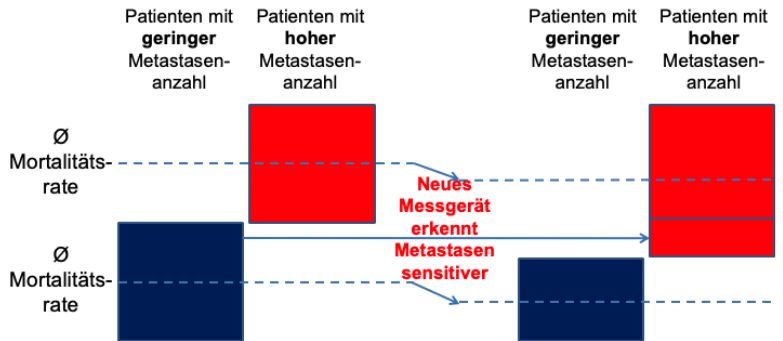 Patienten mit
geringer
Metastasen-
anzahl
Patienten mit
hoher
Metastasen-
anzahl
Patienten mit
geringer
Metastasen-
anzahl
Patienten mit
hoher
Metastasen-
anzahl
Ø
Mortalitäts-
rate
Neues
Messgerät
erkennt
Metastasen
sensitiver
Ø
Mortalitäts-
rate